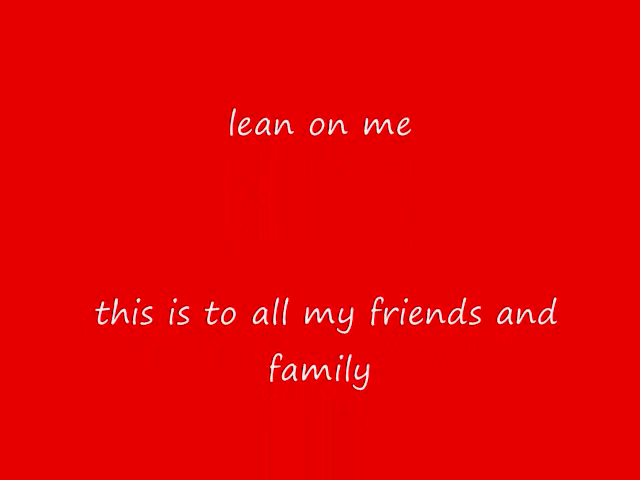 lean on me
this is to all my friends and
family